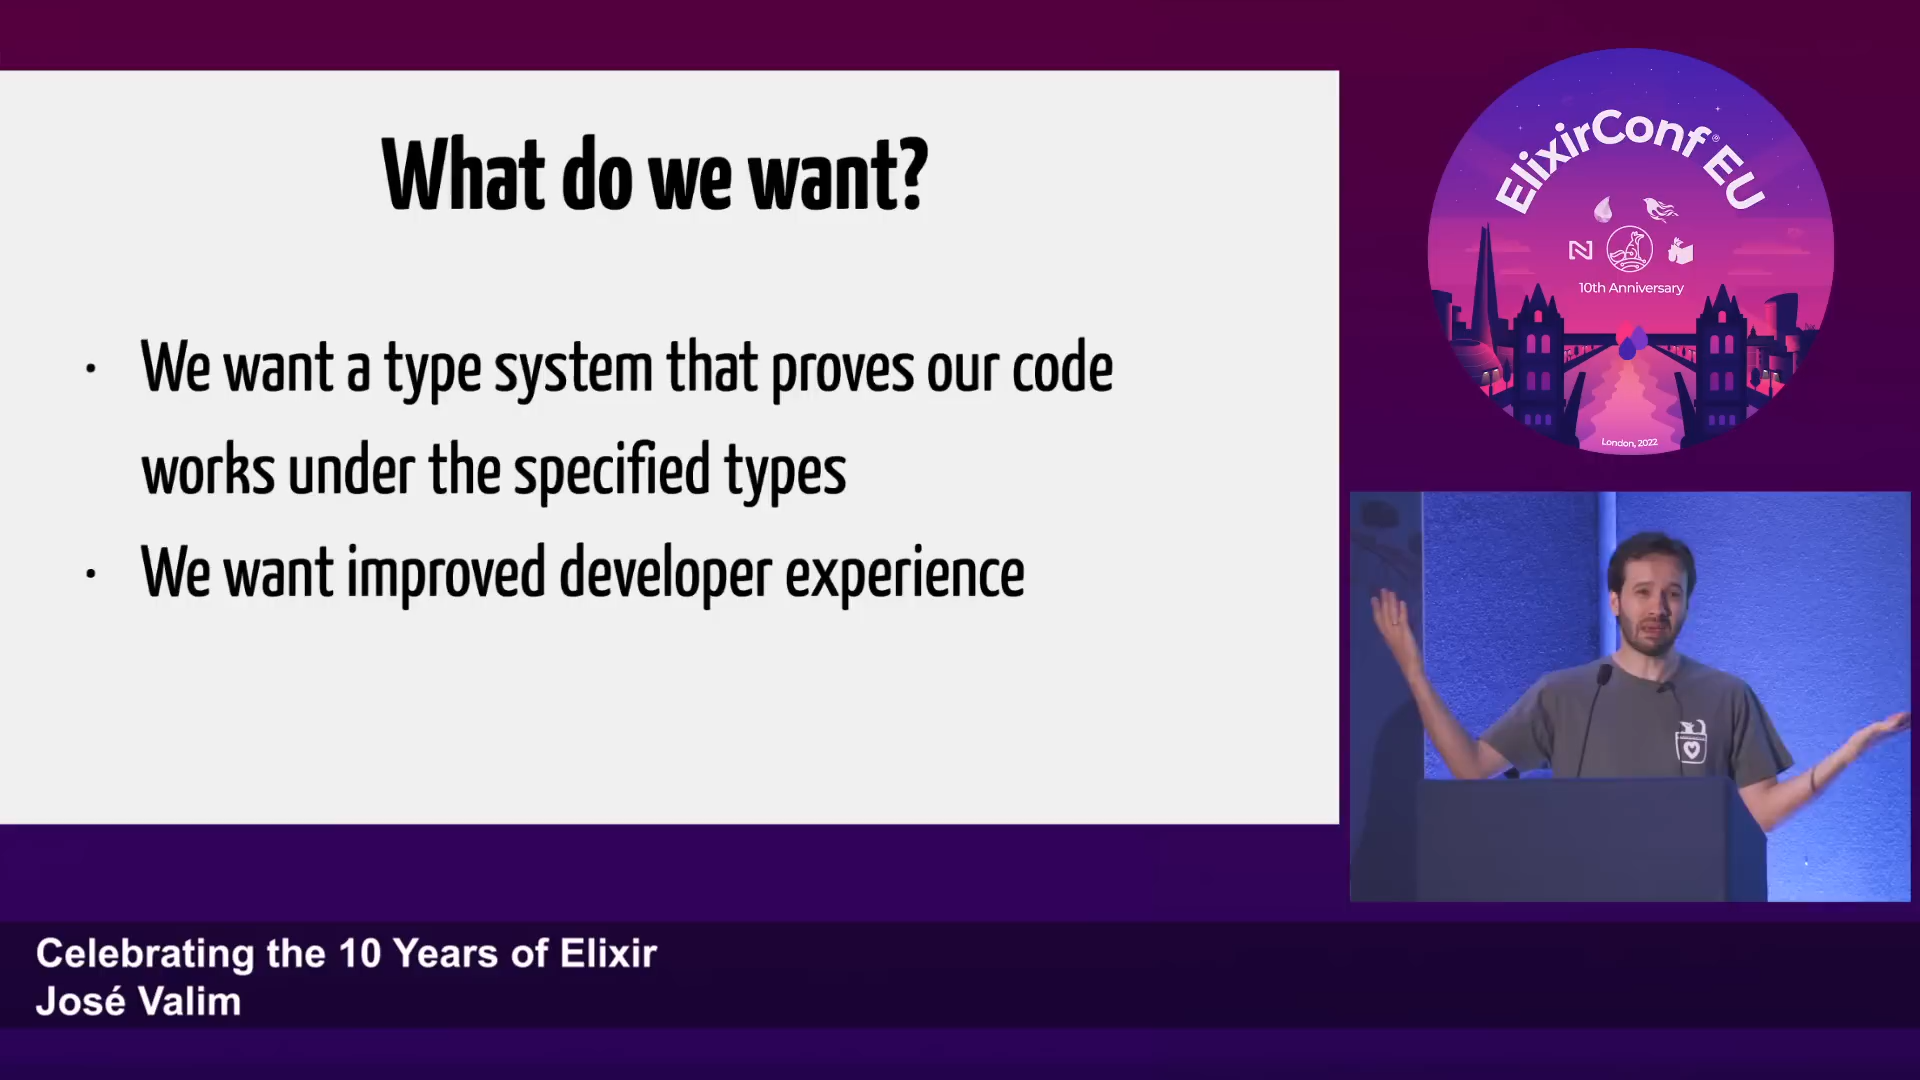 What do we want?
· We want a type system that proves our code
works under the specified types
· We want improved developer experience
ElixirConf® EU
10th Anniversary
London, 2022
Celebrating the 10 Years of Elixir
José Valim